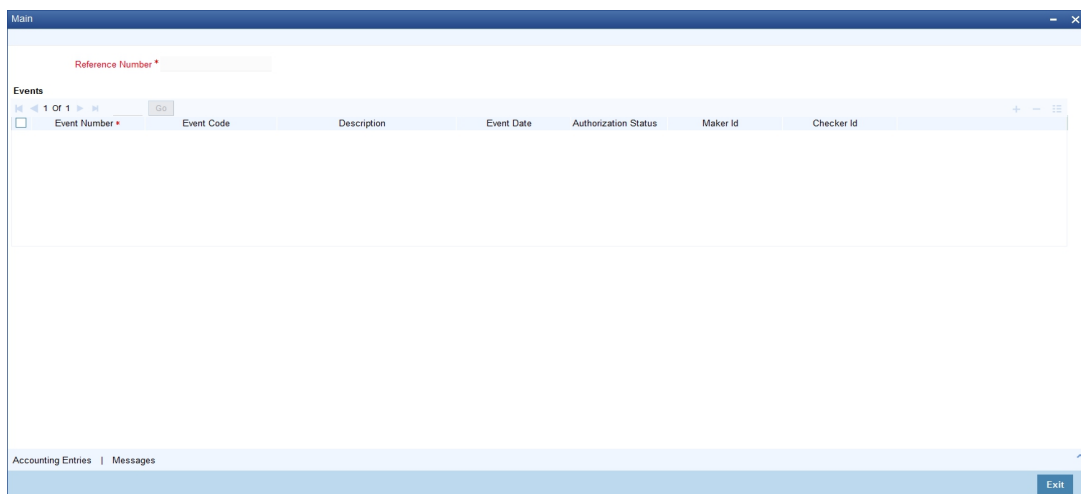 Main
Reference Number *
Events
1 Of 1 Go
Event Number * Event Code Description Event Date Authorization Status Maker Id Checker Id
Accounting Entries | Messages
Exit